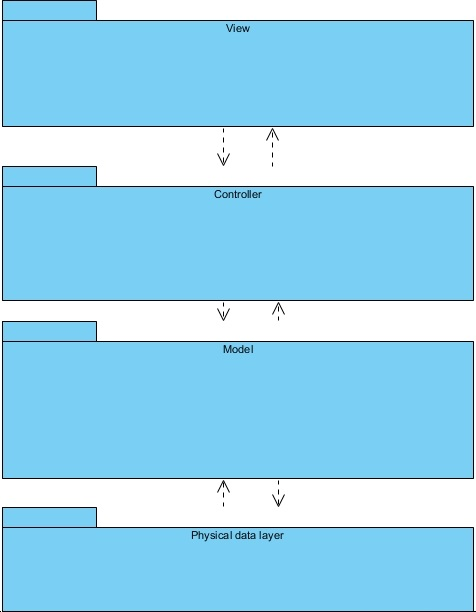 View
Controller
Model
Physical data layer